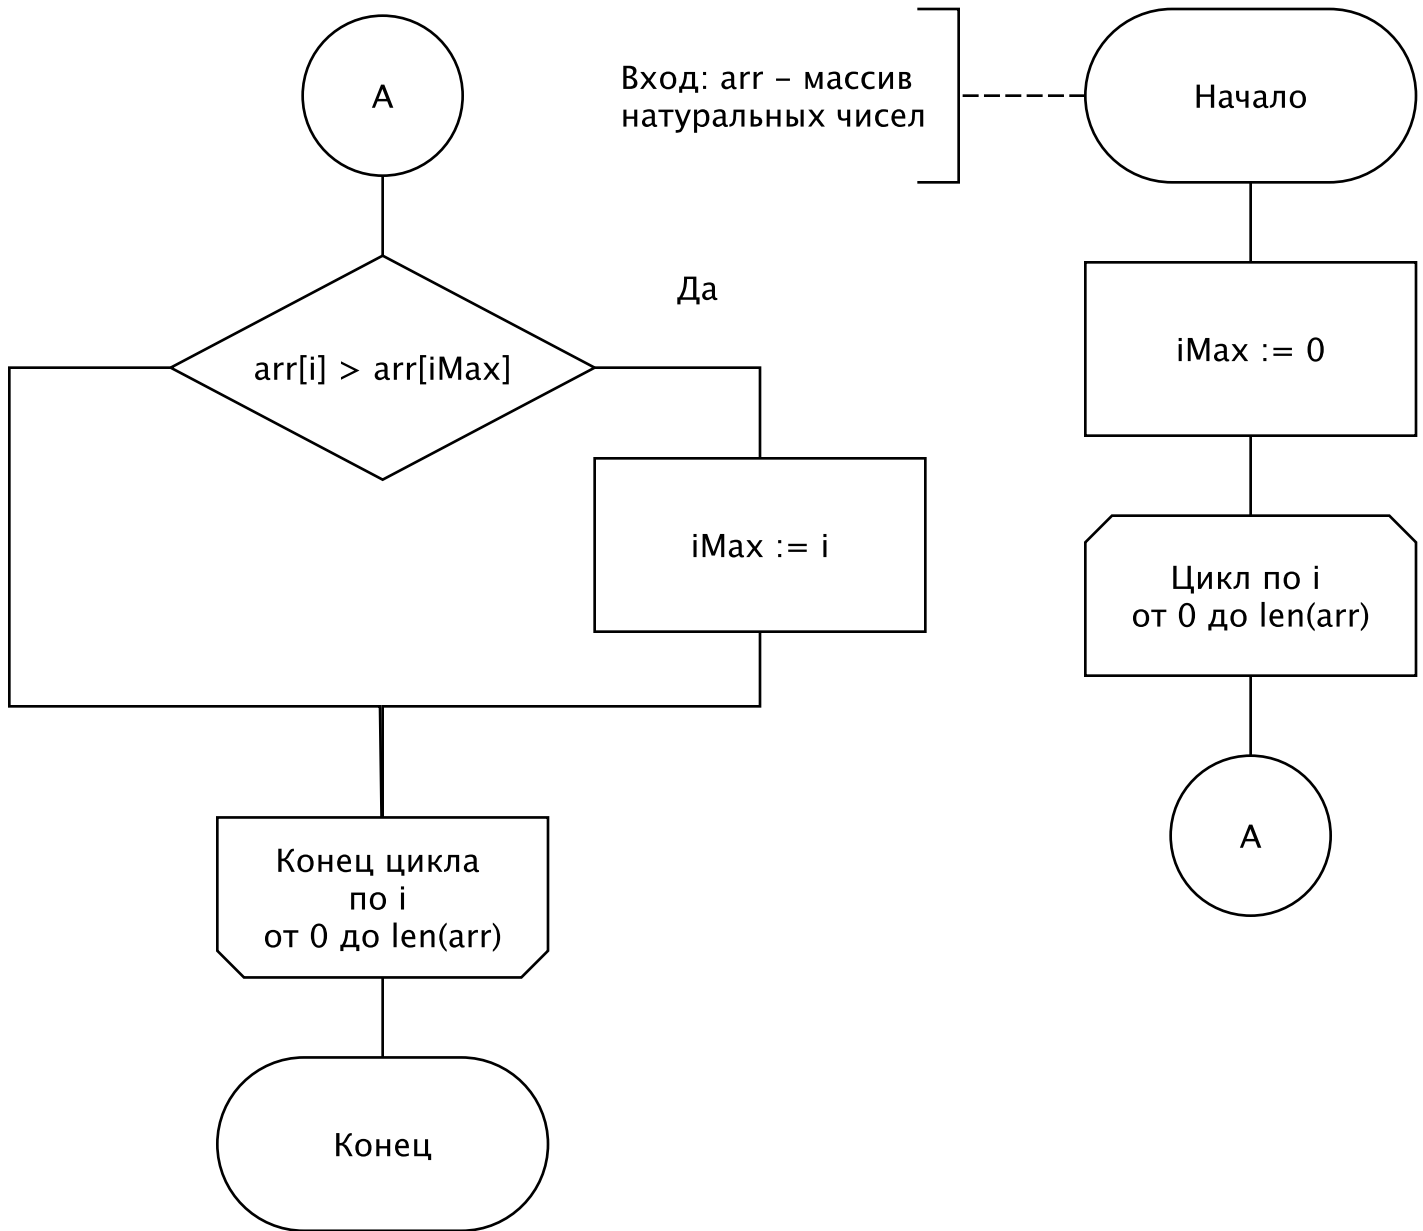 А
Вход: arr – массив
натуральных чисел
Начало
Да
arr[i] > arr[iMax]
iMax := 0
iMax := i
Цикл по i
от 0 до len(arr)
А
Конец цикла
по i
от 0 до len(arr)
Конец